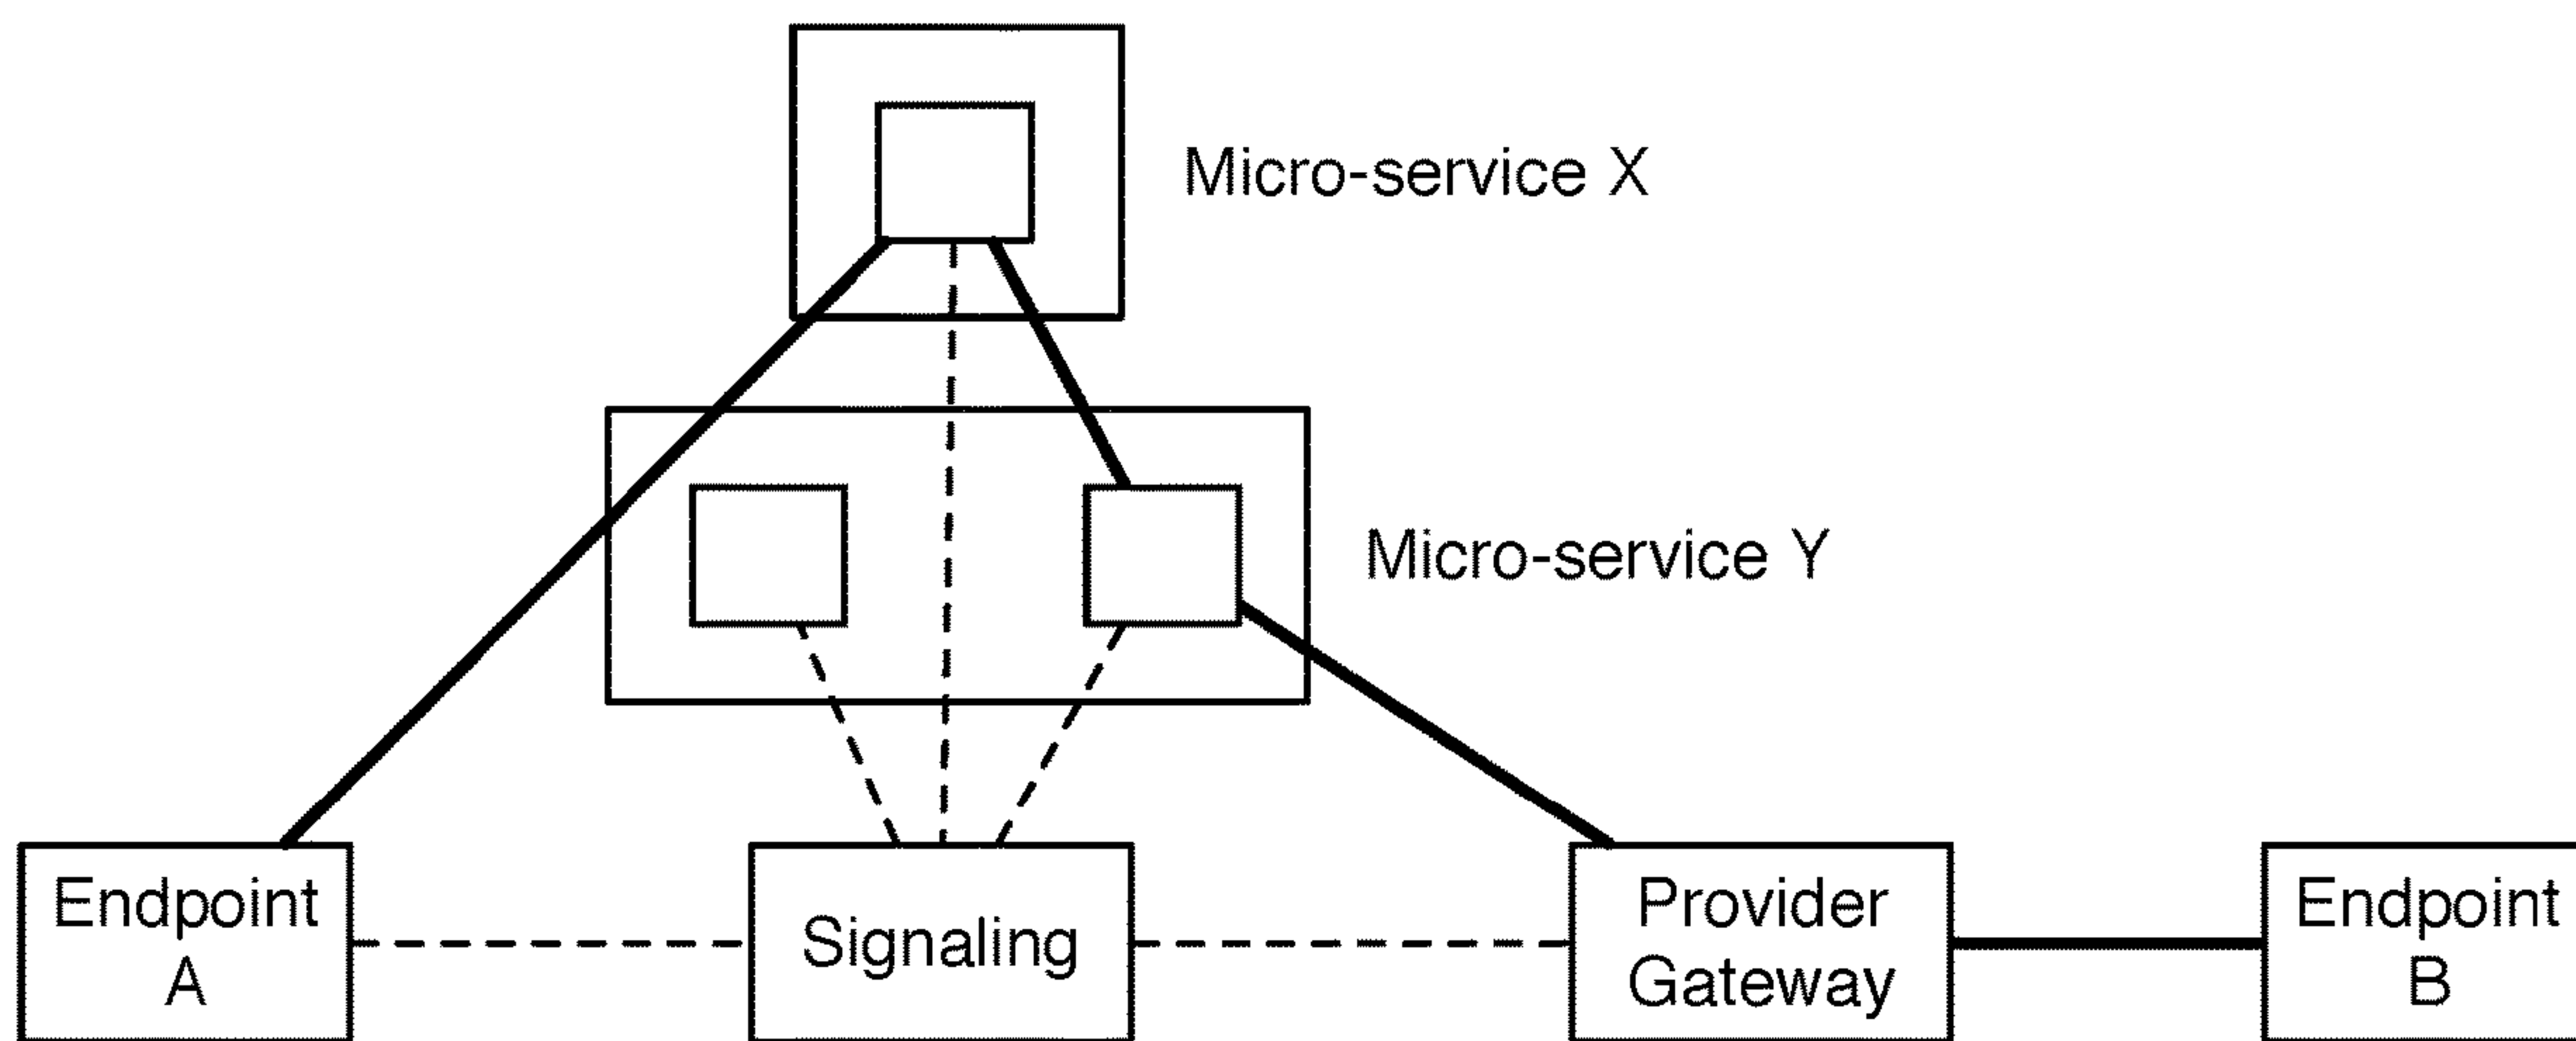 Micro-service X
Micro-service Y
Endpoint
A
Signaling
Provider
Gateway
Endpoint
B